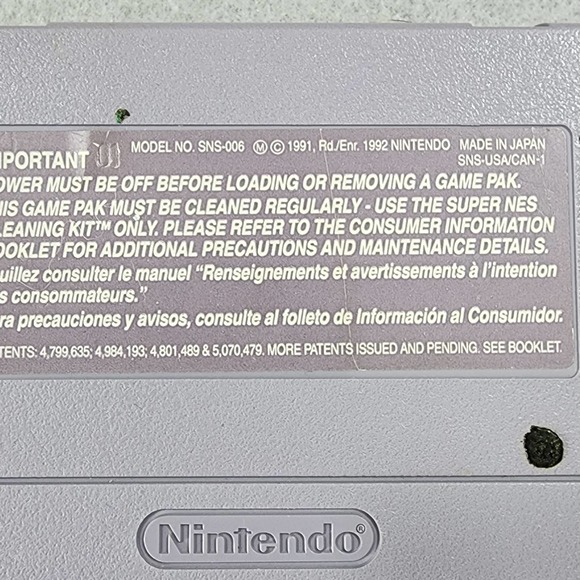 MPORTANT MODEL NO. SNS-006 Ⓜ © 1991, Rd./Enr. 1992 NINTENDO MADE IN JAPAN
SNS-USA/CAN-1
OWER MUST BE OFF BEFORE LOADING OR REMOVING A GAME PAK.
HIS GAME PAK MUST BE CLEANED REGULARLY - USE THE SUPER NES
LEANING KIT™ ONLY. PLEASE REFER TO THE CONSUMER INFORMATION
OOKLET FOR ADDITIONAL PRECAUTIONS AND MAINTENANCE DETAILS.
euillez consulter le manuel “Renseignements et avertissements à l’intention
s consommateurs.”
ra precauciones y avisos, consulte al folleto de Información al Consumidor.
TENTS: 4,799,635; 4,984,193; 4,801,489 & 5,070,479. MORE PATENTS ISSUED AND PENDING. SEE BOOKLET.
Nintendo®